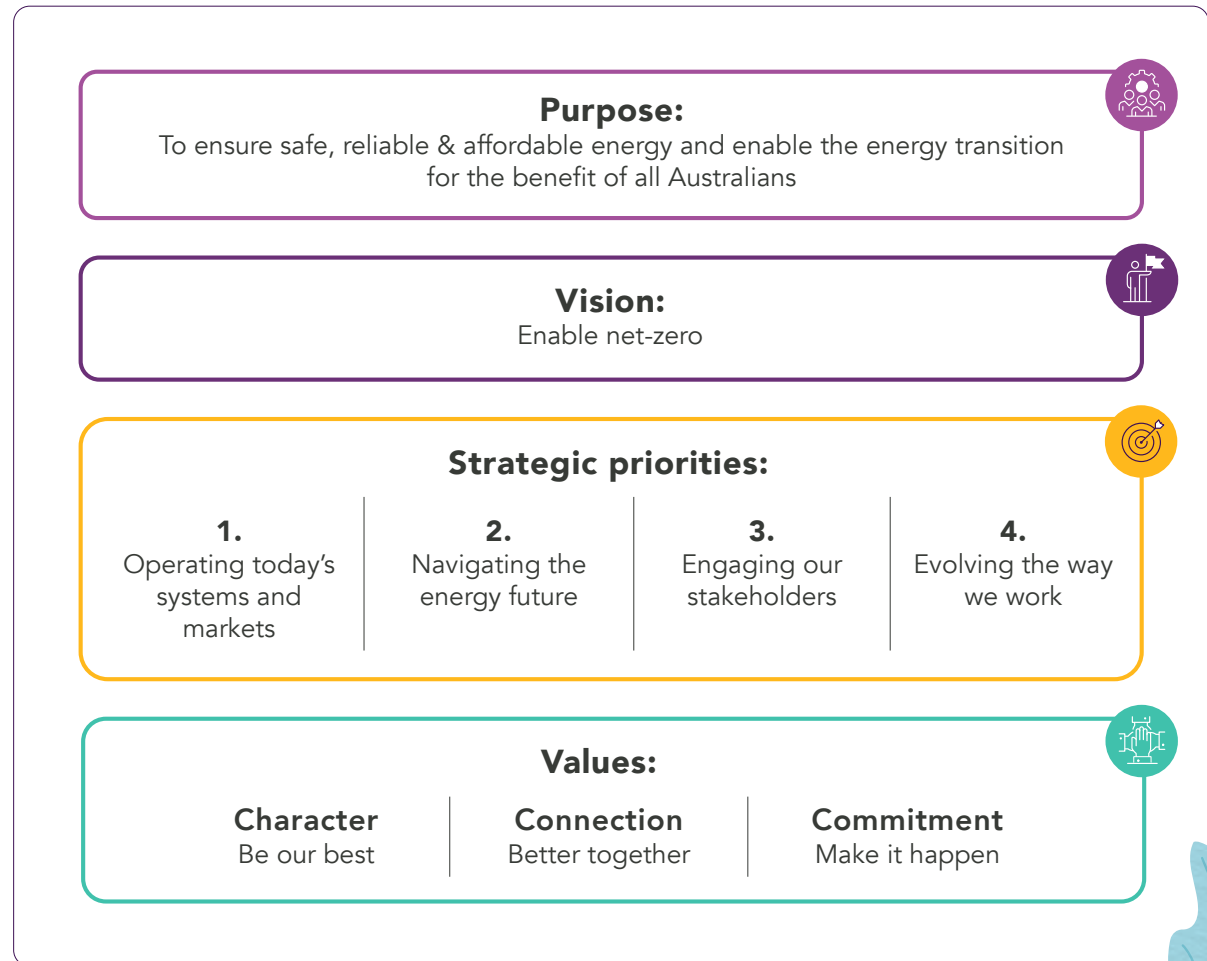 Purpose:
To ensure safe, reliable & affordable energy and enable the energy transition
for the benefit of all Australians
Vision:
Enable net-zero
Strategic priorities:
1.
Operating today’s
systems and
markets
2.
Navigating the
energy future
3.
Engaging our
stakeholders
4.
Evolving the way
we work
Values:
Character
Be our best
Connection
Better together
Commitment
Make it happen